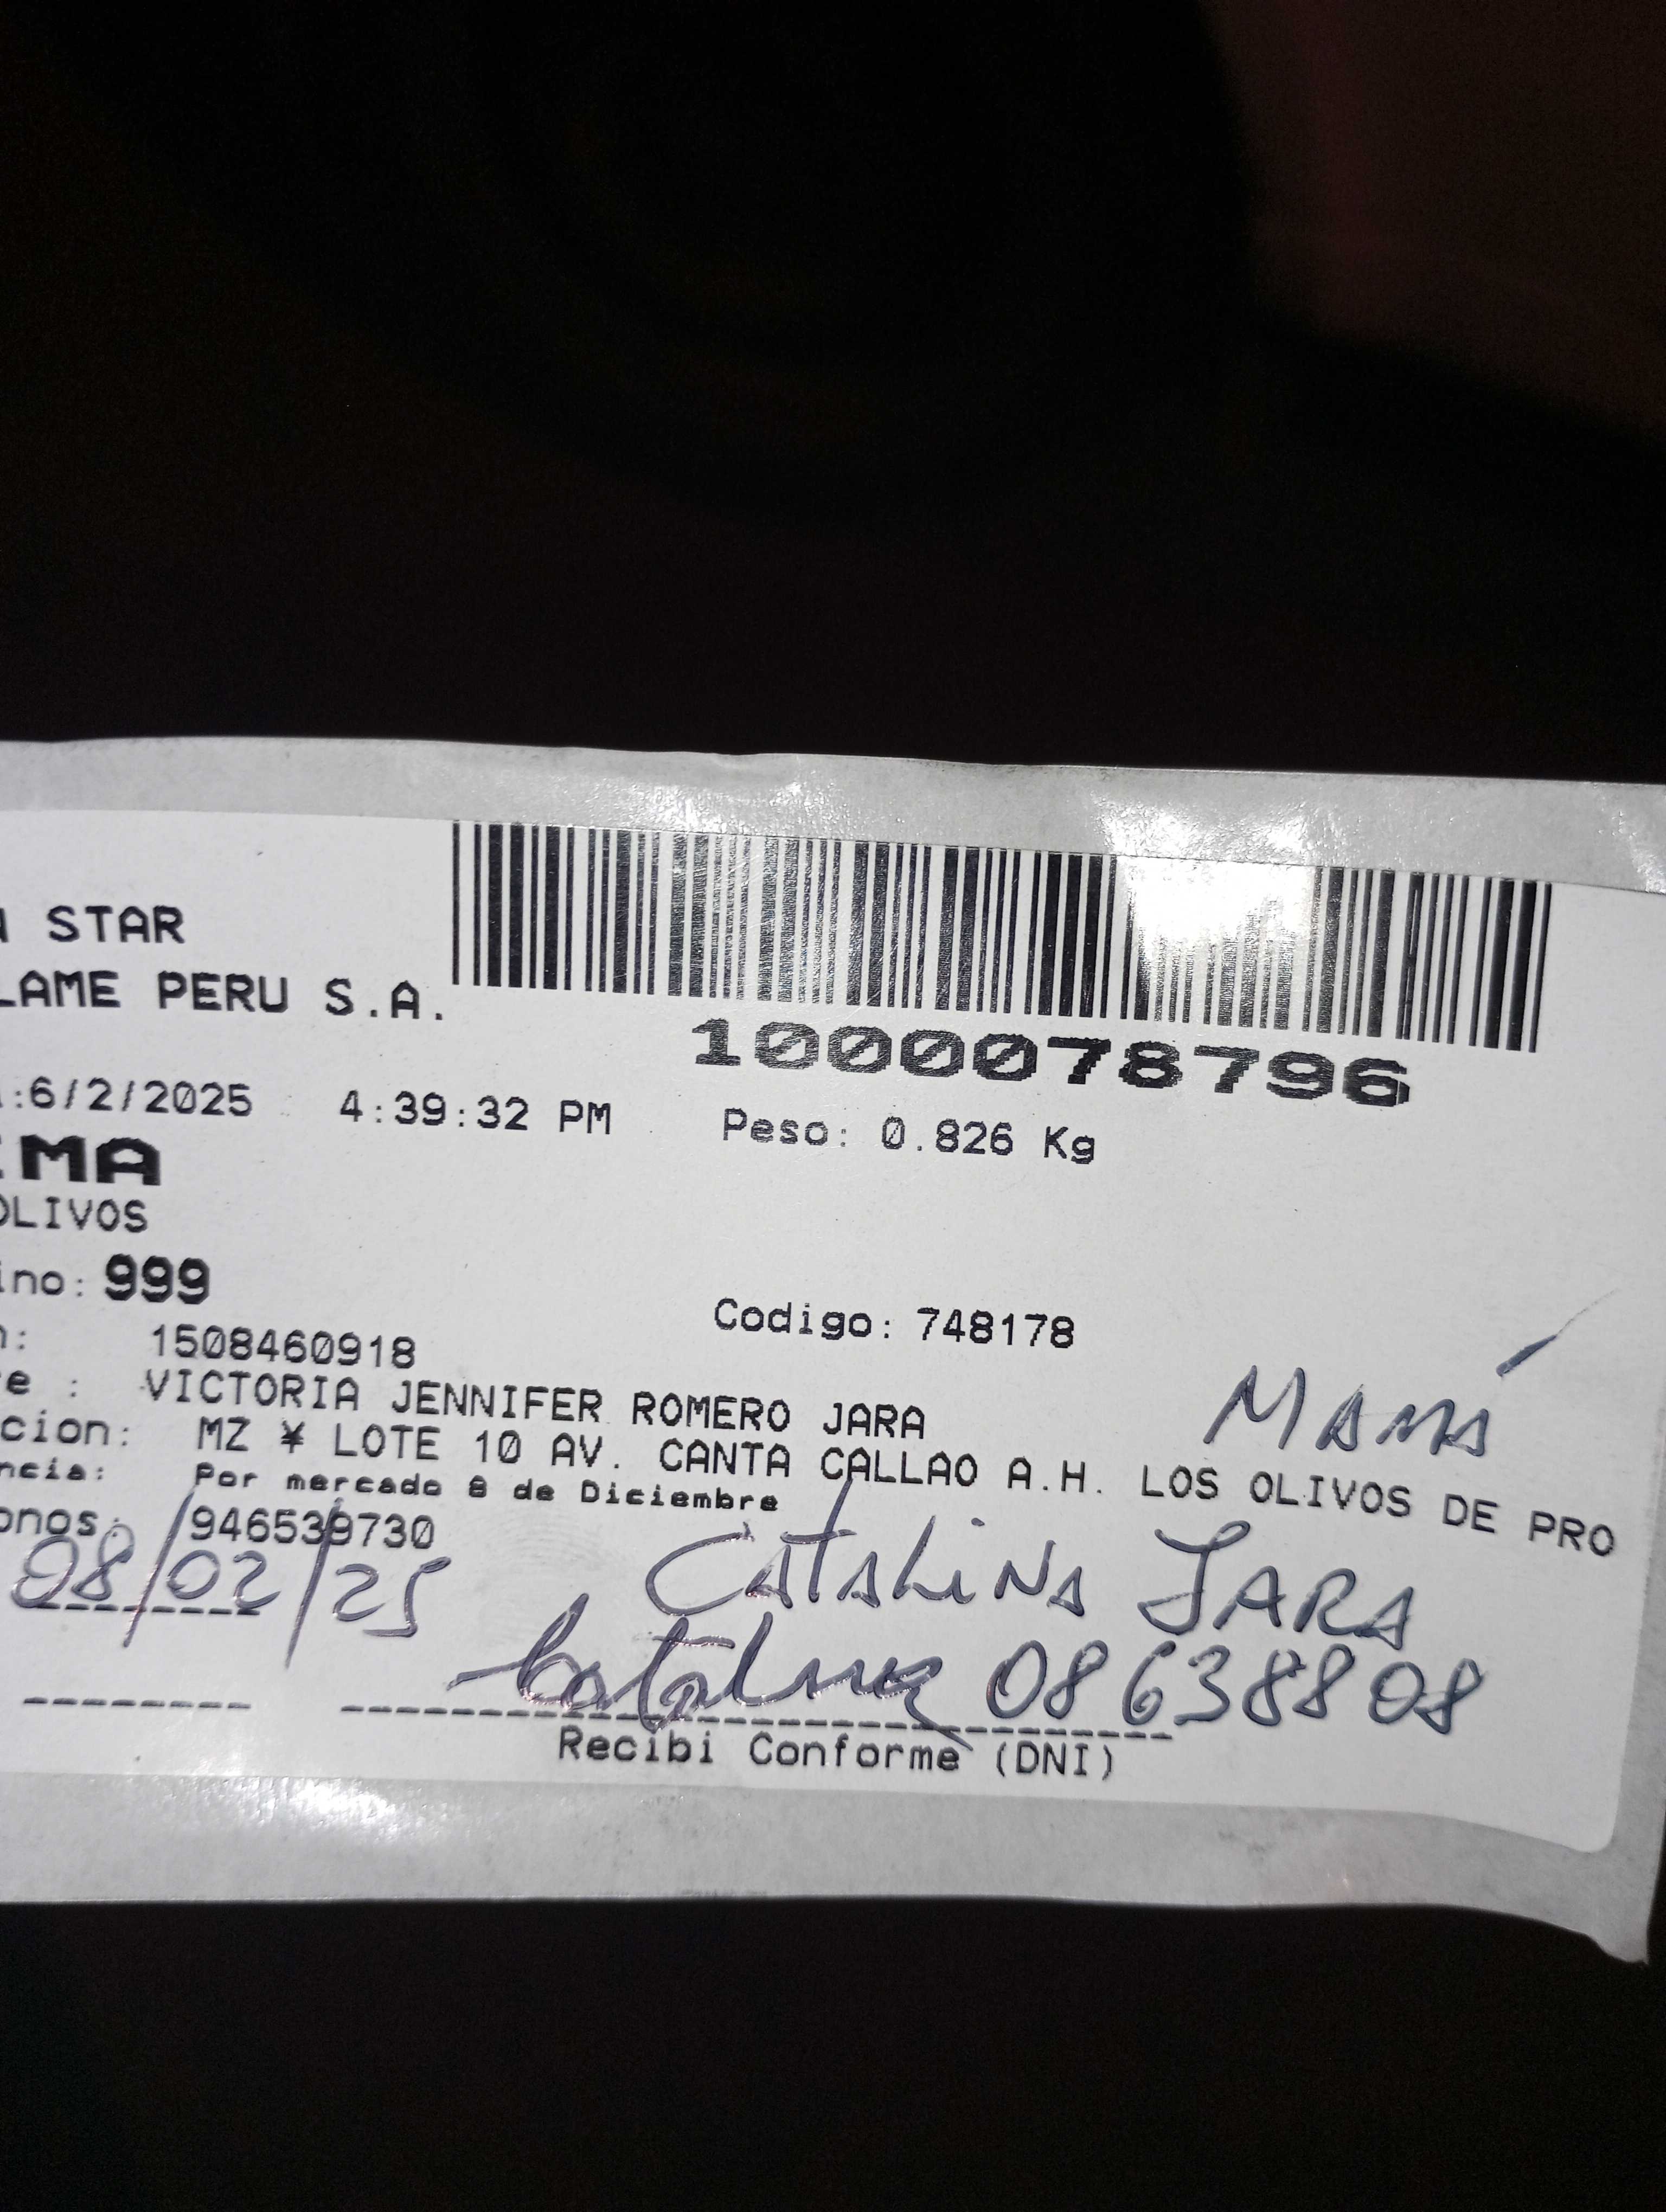 STAR
LAME PERU S.A.
1000078796
:6/2/2025 4:39:32 PM Peso: 0.826 Kg
MA
OLIVOS
ino: 999
Codigo: 748178
: 1508460918
e : VICTORIA JENNIFER ROMERO JARA
MAMÁ
cion: MZ ¥ LOTE 10 AV. CANTA CALLAO A.H. LOS OLIVOS DE PRO
ncia: Por mercado 8 de Diciembre
onos: 946539730
08/02/25 CATALINA JARA
Catalina 08638808
Recibi Conforme (DNI)